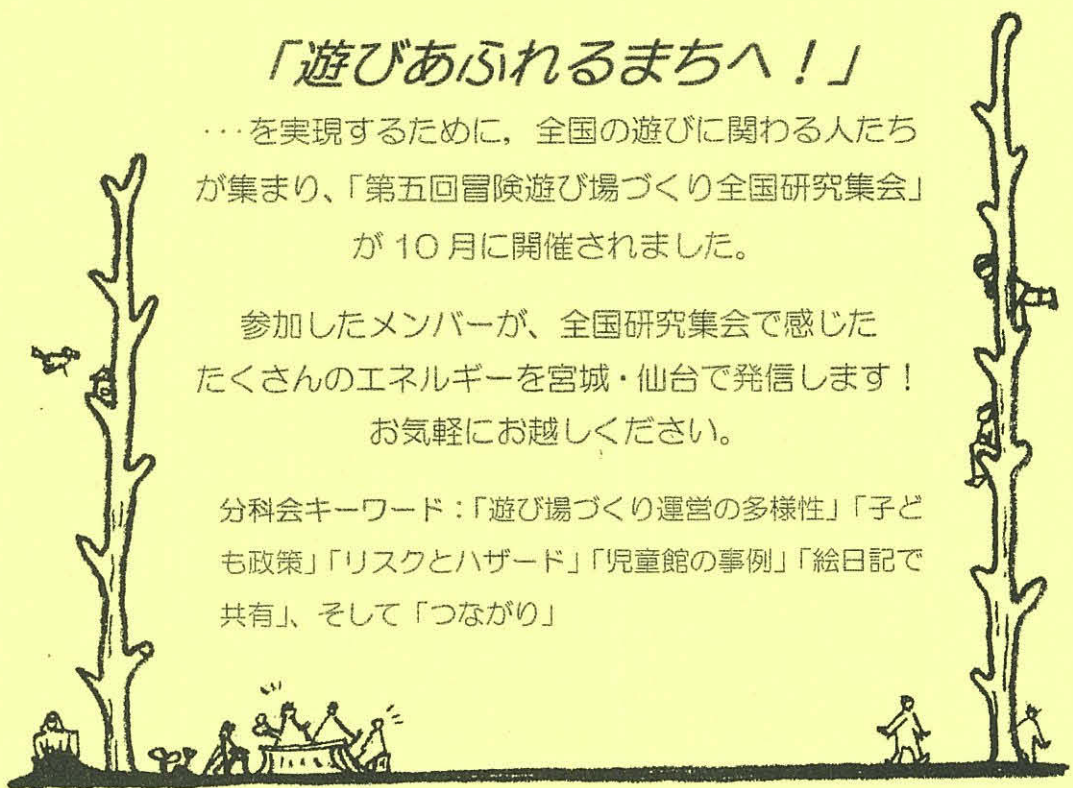 「遊びあふれるまちへ！」
…を実現するために，全国の遊びに関わる人たち
が集まり、「第五回冒険遊び場づくり全国研究集会」
が 10 月に開催されました。
参加したメンバーが、全国研究集会で感じた
たくさんのエネルギーを宮城・仙台で発信します！
お気軽にお越しください。
分科会キーワード：「遊び場づくり運営の多様性」「子ど
も政策」「リスクとハザード」「児童館の事例」「絵日記で
共有」、そして「つながり」